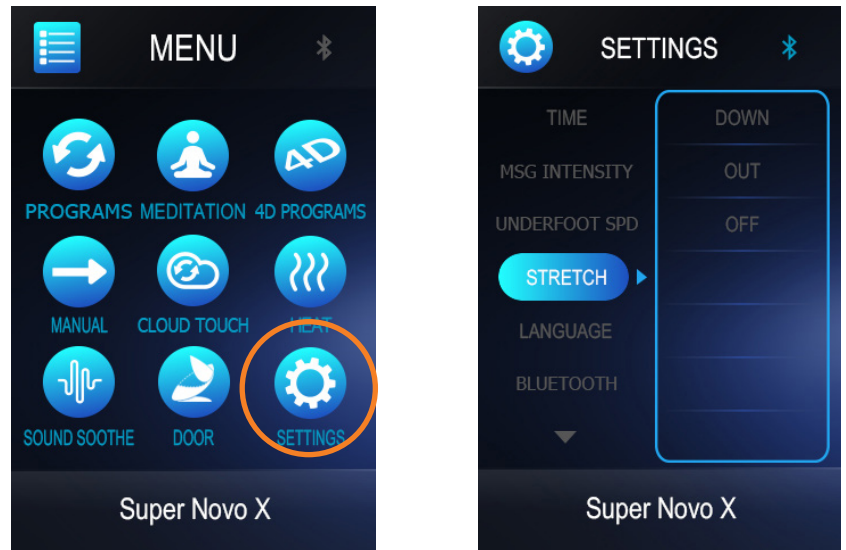 MENU
PROGRAMS MEDITATION 4D PROGRAMS
MANUAL CLOUD TOUCH HEAT
SOUND SOOTHE DOOR SETTINGS
Super Novo X
SETTINGS
TIME DOWN
MSG INTENSITY OUT
UNDERFOOT SPD OFF
STRETCH
LANGUAGE
BLUETOOTH
Super Novo X